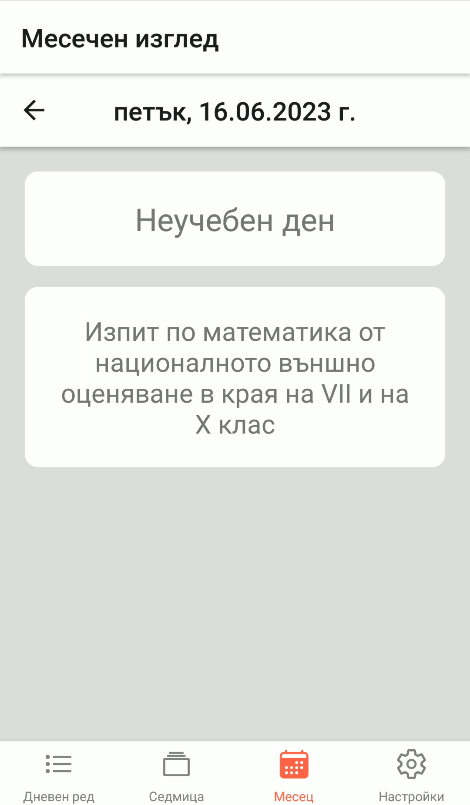 Месечен изглед
петък, 16.06.2023 г.
Неучебен ден
Изпит по математика от
националното външно
оценяване в края на VII и на
X клас
Дневен ред
Седмица
Месец
Настройки